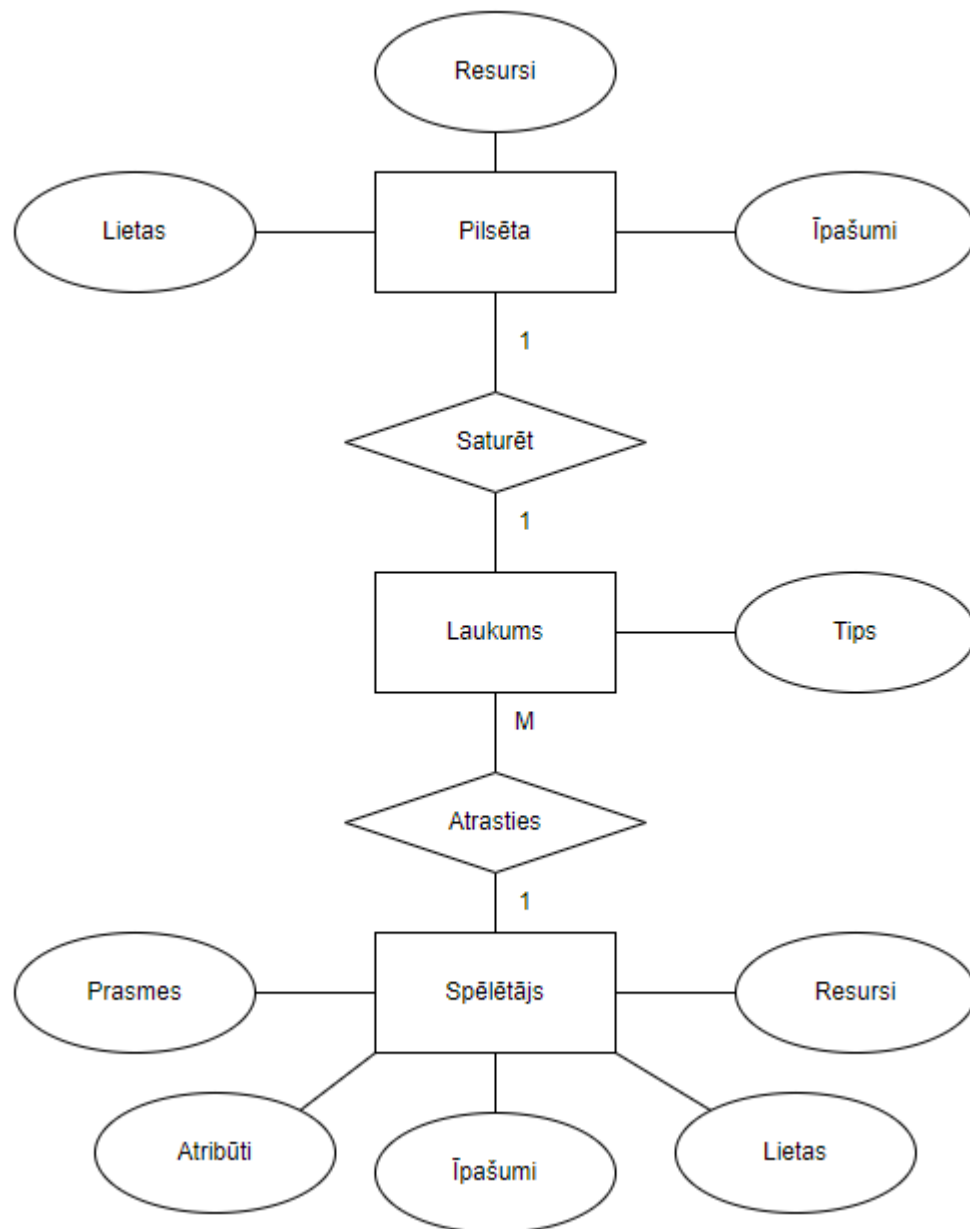 Resursi
Lietas
Pilsēta
Īpašumi
1
Saturēt
1
Laukums
Tips
M
Atrasties
1
Prasmes
Spēlētājs
Resursi
Atribūti
Īpašumi
Lietas